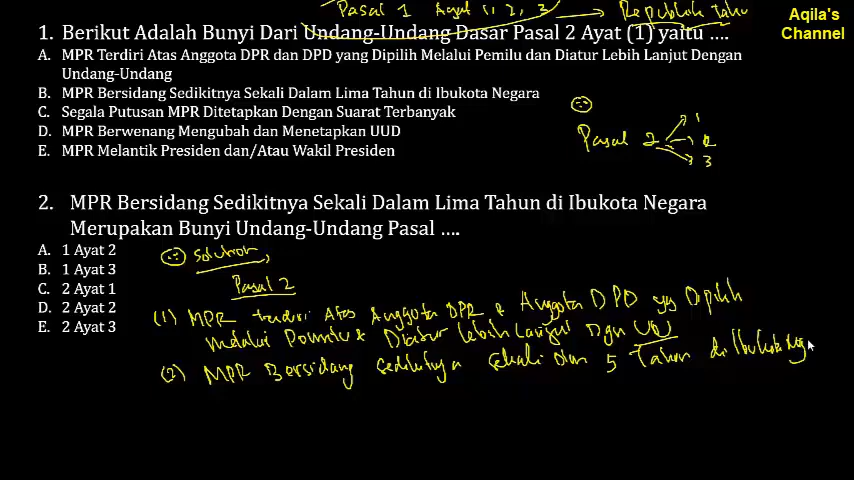 Pasal 1 Ayat 1, 2, 3 → Republik
Aqila's
Channel
1. Berikut Adalah Bunyi Dari Undang-Undang Dasar Pasal 2 Ayat (1) yaitu ....
A. MPR Terdiri Atas Anggota DPR dan DPD yang Dipilih Melalui Pemilu dan Diatur Lebih Lanjut Dengan
Undang-Undang
B. MPR Bersidang Sedikitnya Sekali Dalam Lima Tahun di Ibukota Negara
C. Segala Putusan MPR Ditetapkan Dengan Suarat Terbanyak
D. MPR Berwenang Mengubah dan Menetapkan UUD
E. MPR Melantik Presiden dan/Atau Wakil Presiden
Pasal 2
1
2
3
2. MPR Bersidang Sedikitnya Sekali Dalam Lima Tahun di Ibukota Negara
Merupakan Bunyi Undang-Undang Pasal ....
A. 1 Ayat 2
B. 1 Ayat 3
C. 2 Ayat 1
D. 2 Ayat 2
E. 2 Ayat 3
Solution,
Pasal 2
(1) MPR terdiri Atas Anggota DPR & Anggota DPD yg Dipilih
melalui Pemilu & Diatur lebih Lanjut Dgn UU
(2) MPR Bersidang sedikitnya sekali dlm 5 Tahun di Ibukota